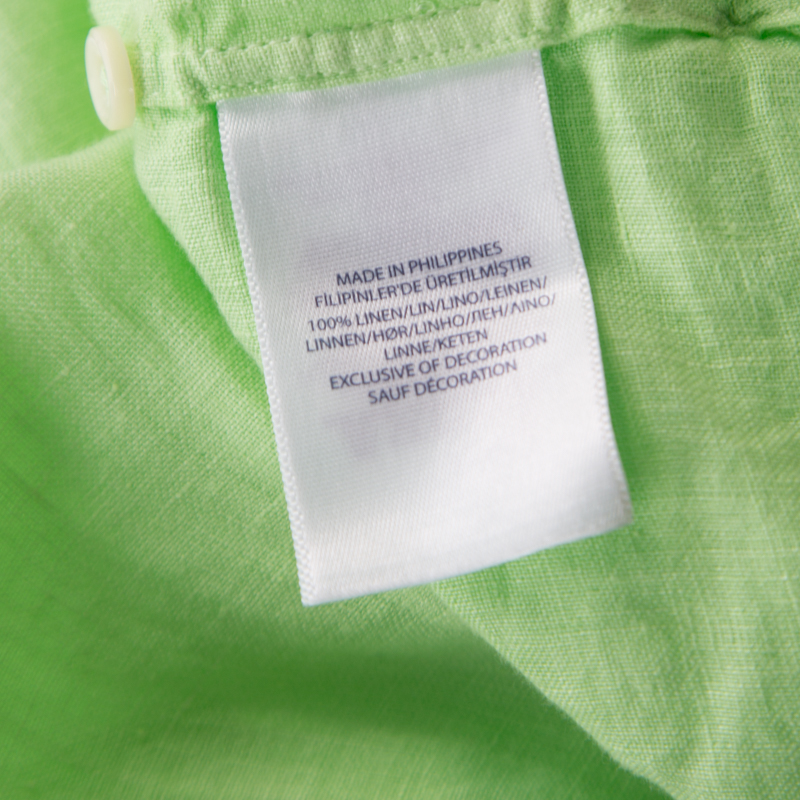 MADE IN PHILIPPINES
FİLİPİNLER'DE ÜRETİLMİŞTİR
100% LINEN/LIN/LINO/LEINEN/
LINNEN/HØR/LINHO/ЛЕН/ΛΙΝΟ/
LINNE/KETEN
EXCLUSIVE OF DECORATION
SAUF DÉCORATION